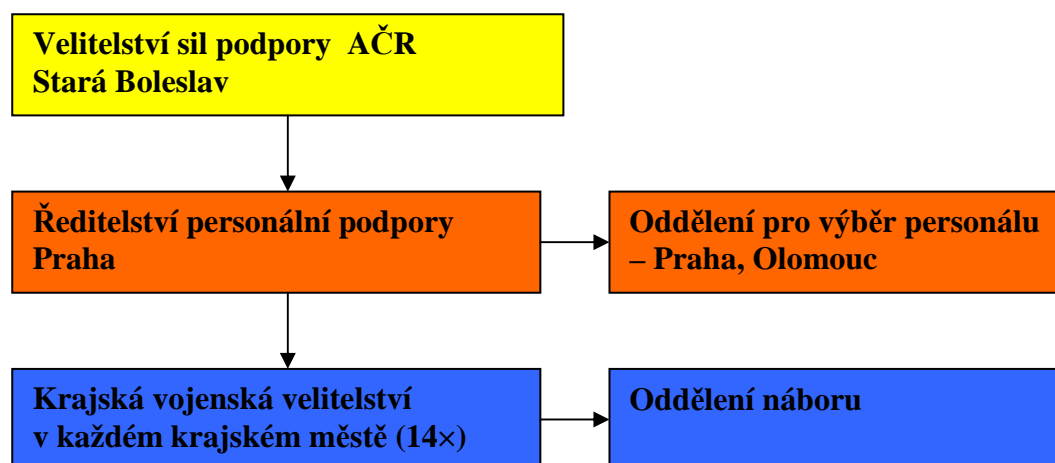 Velitelství sil podpory AČR
Stará Boleslav
Ředitelství personální podpory
Praha
Oddělení pro výběr personálu
– Praha, Olomouc
Krajská vojenská velitelství
v každém krajském městě (14×)
Oddělení náboru